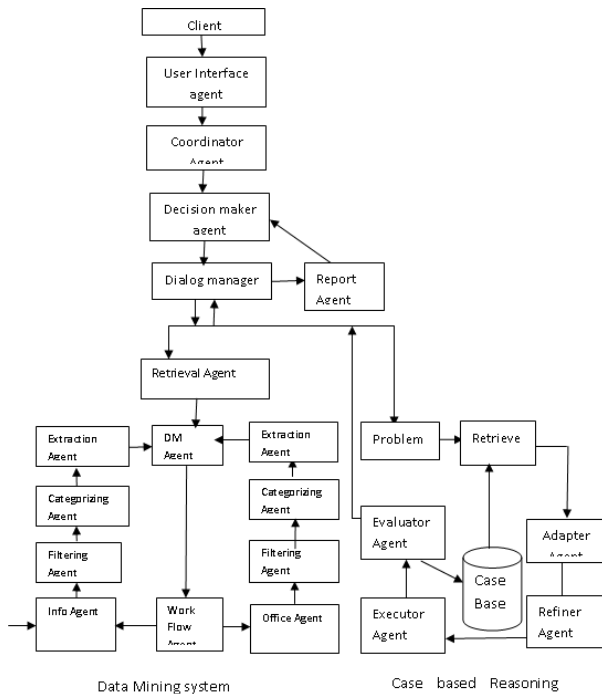 Client
User Interface
agent
Coordinator
Agent
Decision maker
agent
Dialog manager
Report
Agent
Retrieval Agent
Extraction
Agent
DM
Agent
Extraction
Agent
Problem
Retrieve
Categorizing
Agent
Categorizing
Agent
Evaluator
Agent
Adapter
Agent
Filtering
Agent
Filtering
Agent
Case
Base
Info Agent
Work
Flow Agent
Office Agent
Executor
Agent
Refiner
Agent
Data Mining system
Case based Reasoning